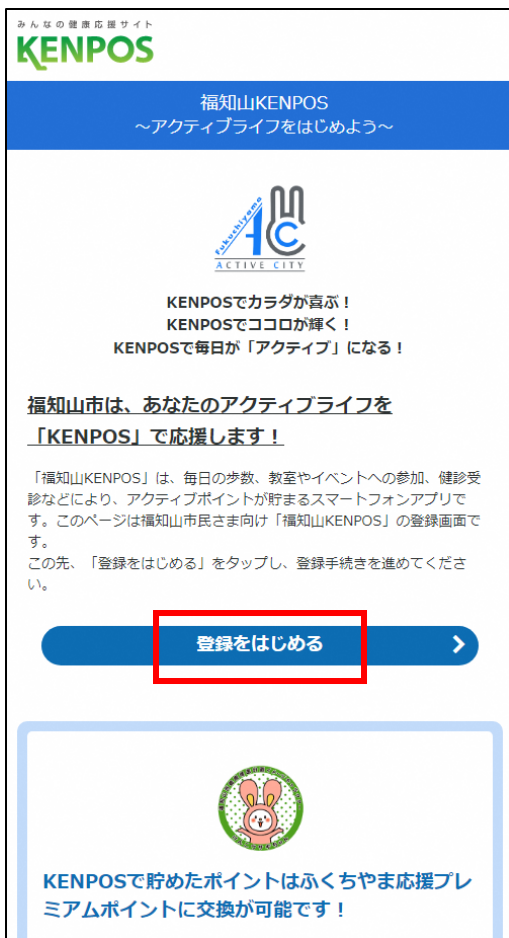 みんなの健康応援サイト
KENPOS
福知山KENPOS
～アクティブライフをはじめよう～
Fukuchiyama
AC
ACTIVE CITY
KENPOSでカラダが喜ぶ！
KENPOSでココロが輝く！
KENPOSで毎日が「アクティブ」になる！
福知山市は、あなたのアクティブライフを
「KENPOS」で応援します！
「福知山KENPOS」は、毎日の歩数、教室やイベントへの参加、健診受
診などにより、アクティブポイントが貯まるスマートフォンアプリで
す。このページは福知山市民さま向け「福知山KENPOS」の登録画面で
す。
この先、「登録をはじめる」をタップし、登録手続きを進めてくださ
い。
登録をはじめる
KENPOSで貯めたポイントはふくちやま応援プレ
ミアムポイントに交換が可能です！